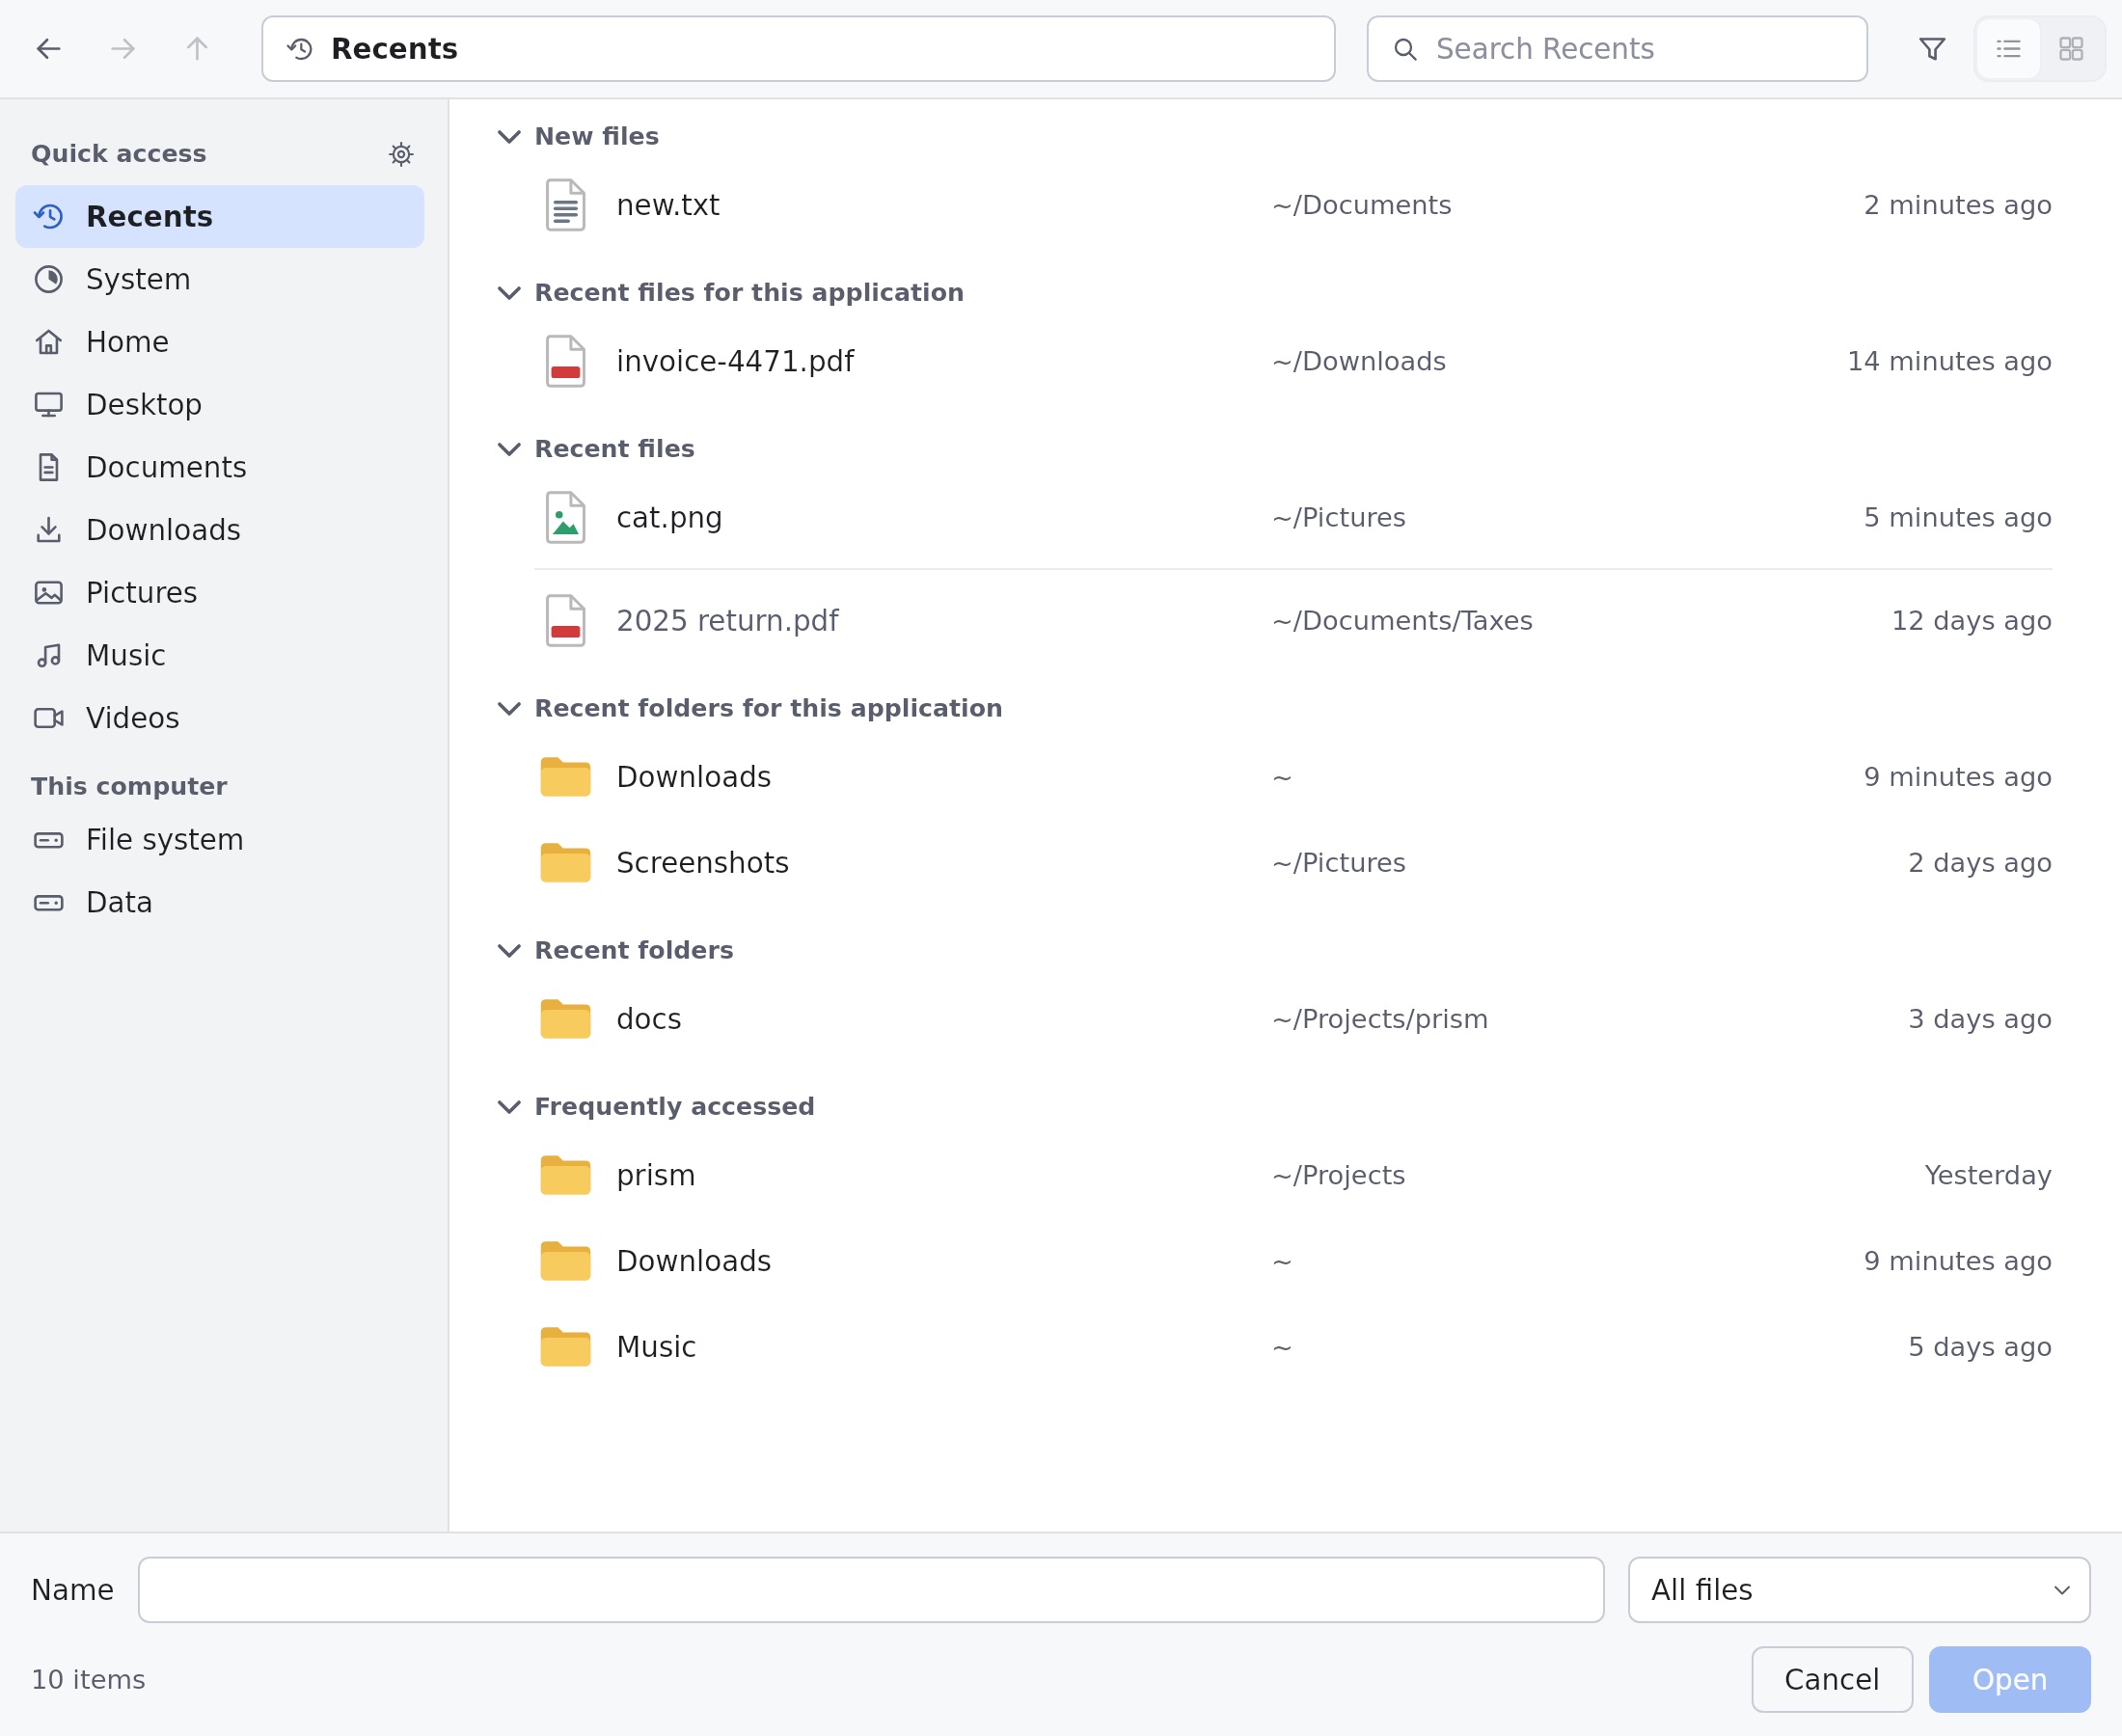 Recents
Search Recents
Quick access
Recents
System
Home
Desktop
Documents
Downloads
Pictures
Music
Videos
This computer
File system
Data
New files
new.txt ~/Documents 2 minutes ago
Recent files for this application
invoice-4471.pdf ~/Downloads 14 minutes ago
Recent files
cat.png ~/Pictures 5 minutes ago
2025 return.pdf ~/Documents/Taxes 12 days ago
Recent folders for this application
Downloads ~ 9 minutes ago
Screenshots ~/Pictures 2 days ago
Recent folders
docs ~/Projects/prism 3 days ago
Frequently accessed
prism ~/Projects Yesterday
Downloads ~ 9 minutes ago
Music ~ 5 days ago
Name
All files
10 items
Cancel
Open